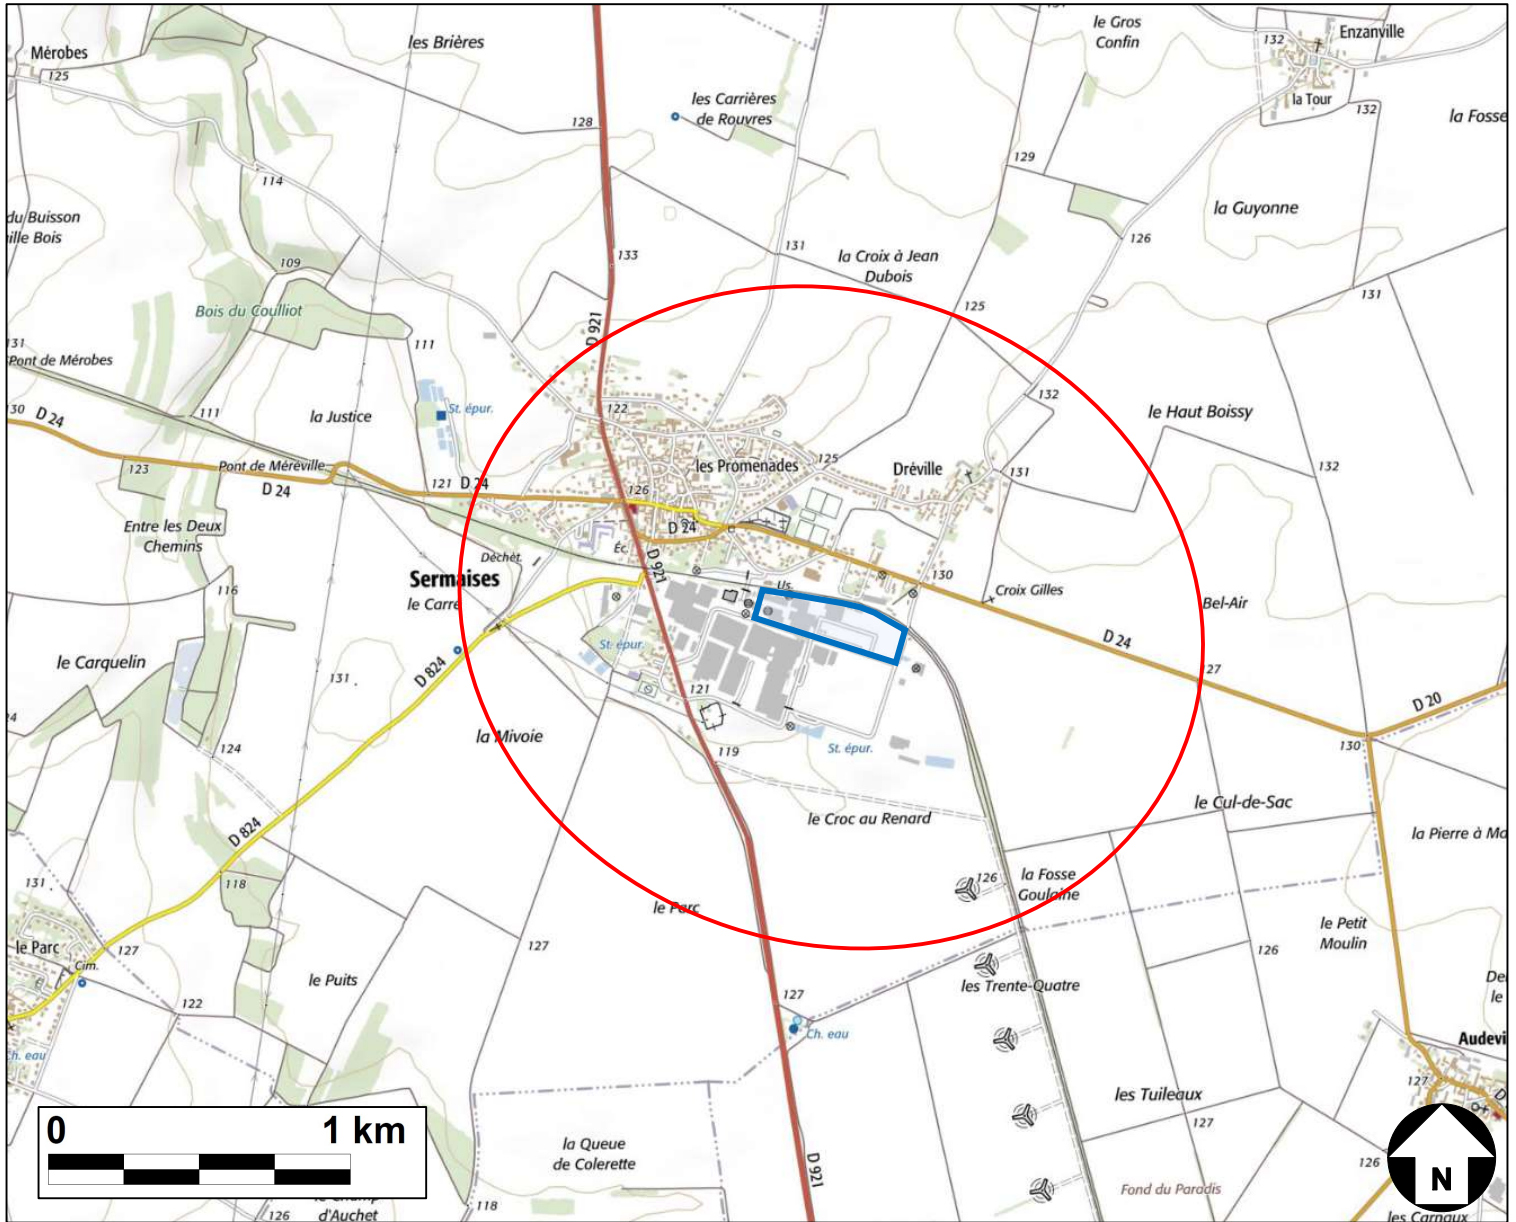 Mérobes
125
les Brières
le Gros
Confin
132
Enzanville
la Tour
132
les Carrières
de Rouvres
la Fosse
128
129
114
du Buisson
la Guyonne
126
133
131
la Croix à Jean
Dubois
109
Bois du Coulliot
125
131
131
D 921
111
Pont de Mérobes
St. épur.
132
la Justice
122
le Haut Boissy
111
D 24
les Promenades
125
Dréville
131
132
123
Pont de Méréville
D 24
121
D 24
126
D 24
Entre les Deux
Chemins
Éc.
Déchèt.
D 921
Sermaises
le Carré
130
Us.
Croix Gilles
Bel-Air
116
D 24
le Carquelin
St. épur.
131
D 824
121
127
D 20
124
la Mivoie
119
St. épur.
130
le Croc au Renard
le Cul-de-Sac
D 824
la Pierre à Ma
131
118
126
la Fosse
Goulaine
le Parc
le Petit
Moulin
126
le Parc
127
127
Cim.
le Puits
les Trente-Quatre
122
127
Ch. eau
Audevi
127
les Tuileaux
127
0
1 km
la Queue
de Colerette
D 921
126
Fond du Paradis
N
118
126
d'Auchet
les Carnaux